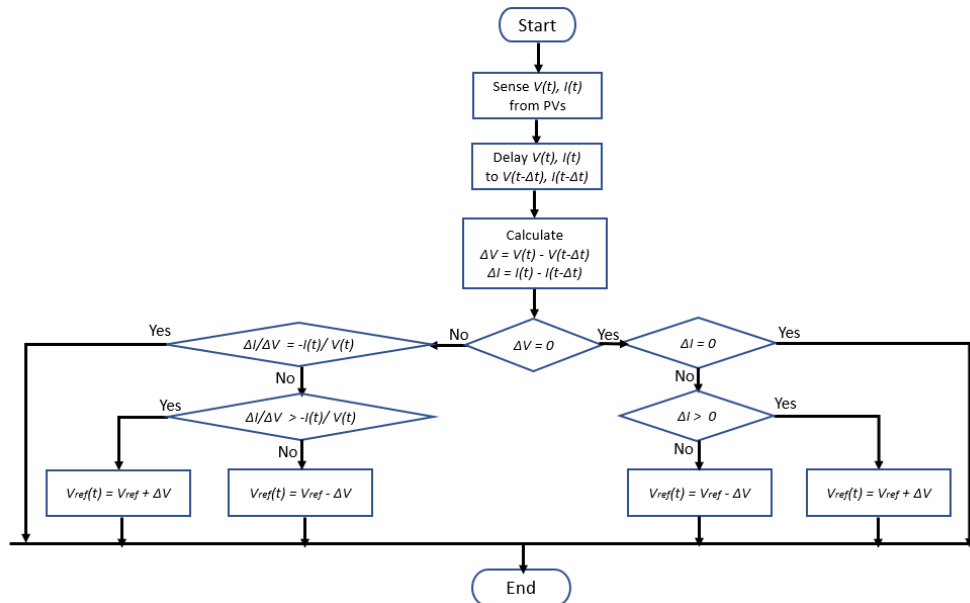 Start
Sense V(t), I(t)
from PVs
Delay V(t), I(t)
to V(t-Δt), I(t-Δt)
Calculate
ΔV = V(t) - V(t-Δt)
ΔI = I(t) - I(t-Δt)
Yes
ΔI/ΔV = -I(t)/ V(t)
No
ΔV = 0
Yes
ΔI = 0
Yes
No
No
Yes
ΔI/ΔV > -I(t)/ V(t)
ΔI > 0
Yes
No
No
Vref(t) = Vref + ΔV
Vref(t) = Vref - ΔV
Vref(t) = Vref - ΔV
Vref(t) = Vref + ΔV
End